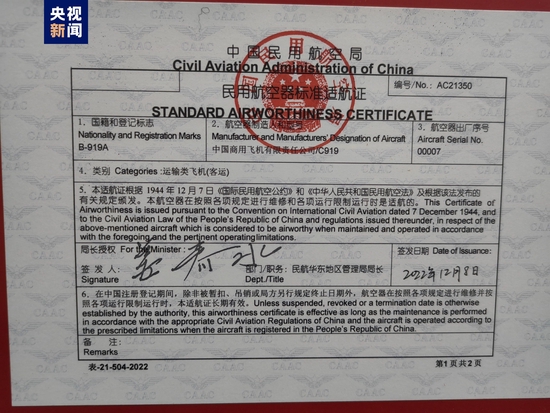 央视
新闻
中国民用航空局
Civil Aviation Administration of China
编号/No.: AC21350
民用航空器标准适航证
STANDARD AIRWORTHINESS CERTIFICATE
1. 国籍和登记标志
Nationality and Registration Marks
B-919A
2. 航空器制造人和型号
Manufacturer and Manufacturers' Designation of Aircraft
中国商用飞机有限责任公司/C919
3. 航空器出厂序号
Aircraft Serial No.
00007
4. 类别 Categories :运输类飞机(客运)
5. 本适航证根据 1944 年 12 月 7 日《国际民用航空公约》和《中华人民共和国民用航空法》及根据该法发布的
有关规定颁发。本航空器在按照各项规定进行维修和各项运行限制运行时是适航的。This Certificate of
Airworthiness is issued pursuant to the Convention on International Civil Aviation dated 7 December 1944, and
to the Civil Aviation Law of the People's Republic of China and regulations issued thereunder, in respect of the
above-mentioned aircraft which is considered to be airworthy when maintained and operated in accordance
with the foregoing and the pertinent operating limitations.
局长授权 For the Minister:
签 发 人:
Signature
部门/职务: 民航华东地区管理局局长
Dept./Title
签发日期 Date of Issuance:
2022年12月8日
6. 在中国注册登记期间，除非被暂扣、吊销或局方另行规定终止日期外，航空器在按照各项规定进行维修并按
照各项运行限制运行时，本适航证长期有效。Unless suspended, revoked or a termination date is otherwise
established by the authority, this airworthiness certificate is effective as long as the maintenance is performed
in accordance with the appropriate Civil Aviation Regulations of China and the aircraft is operated according to
the prescribed limitations when the aircraft is registered in the People's Republic of China.
备注:
Remarks
表-21-504-2022
第1页共2页